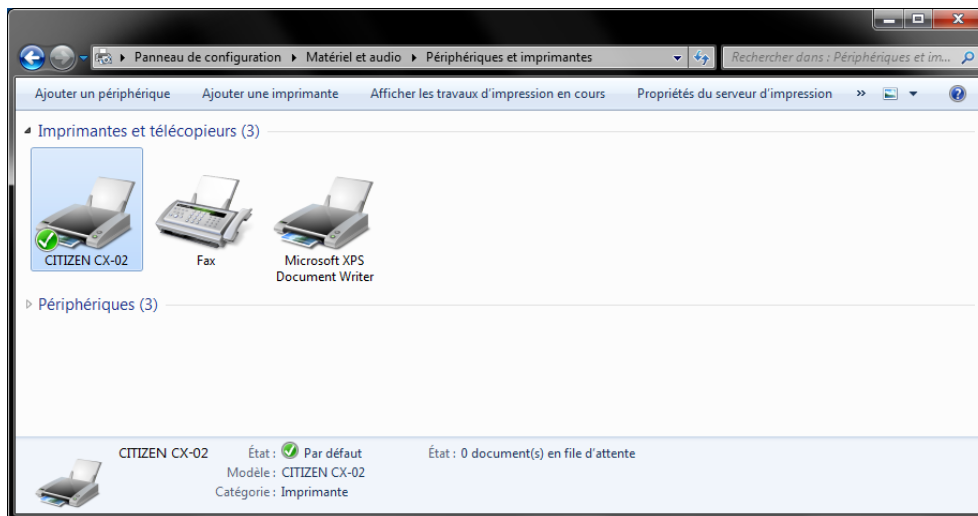 Panneau de configuration Matériel et audio Périphériques et imprimantes Rechercher dans : Périphériques et im...
Ajouter un périphérique Ajouter une imprimante Afficher les travaux d'impression en cours Propriétés du serveur d'impression »
Imprimantes et télécopieurs (3)
CITIZEN CX-02
Fax
Microsoft XPS
Document Writer
Périphériques (3)
CITIZEN CX-02 État : Par défaut État : 0 document(s) en file d'attente
Modèle : CITIZEN CX-02
Catégorie : Imprimante